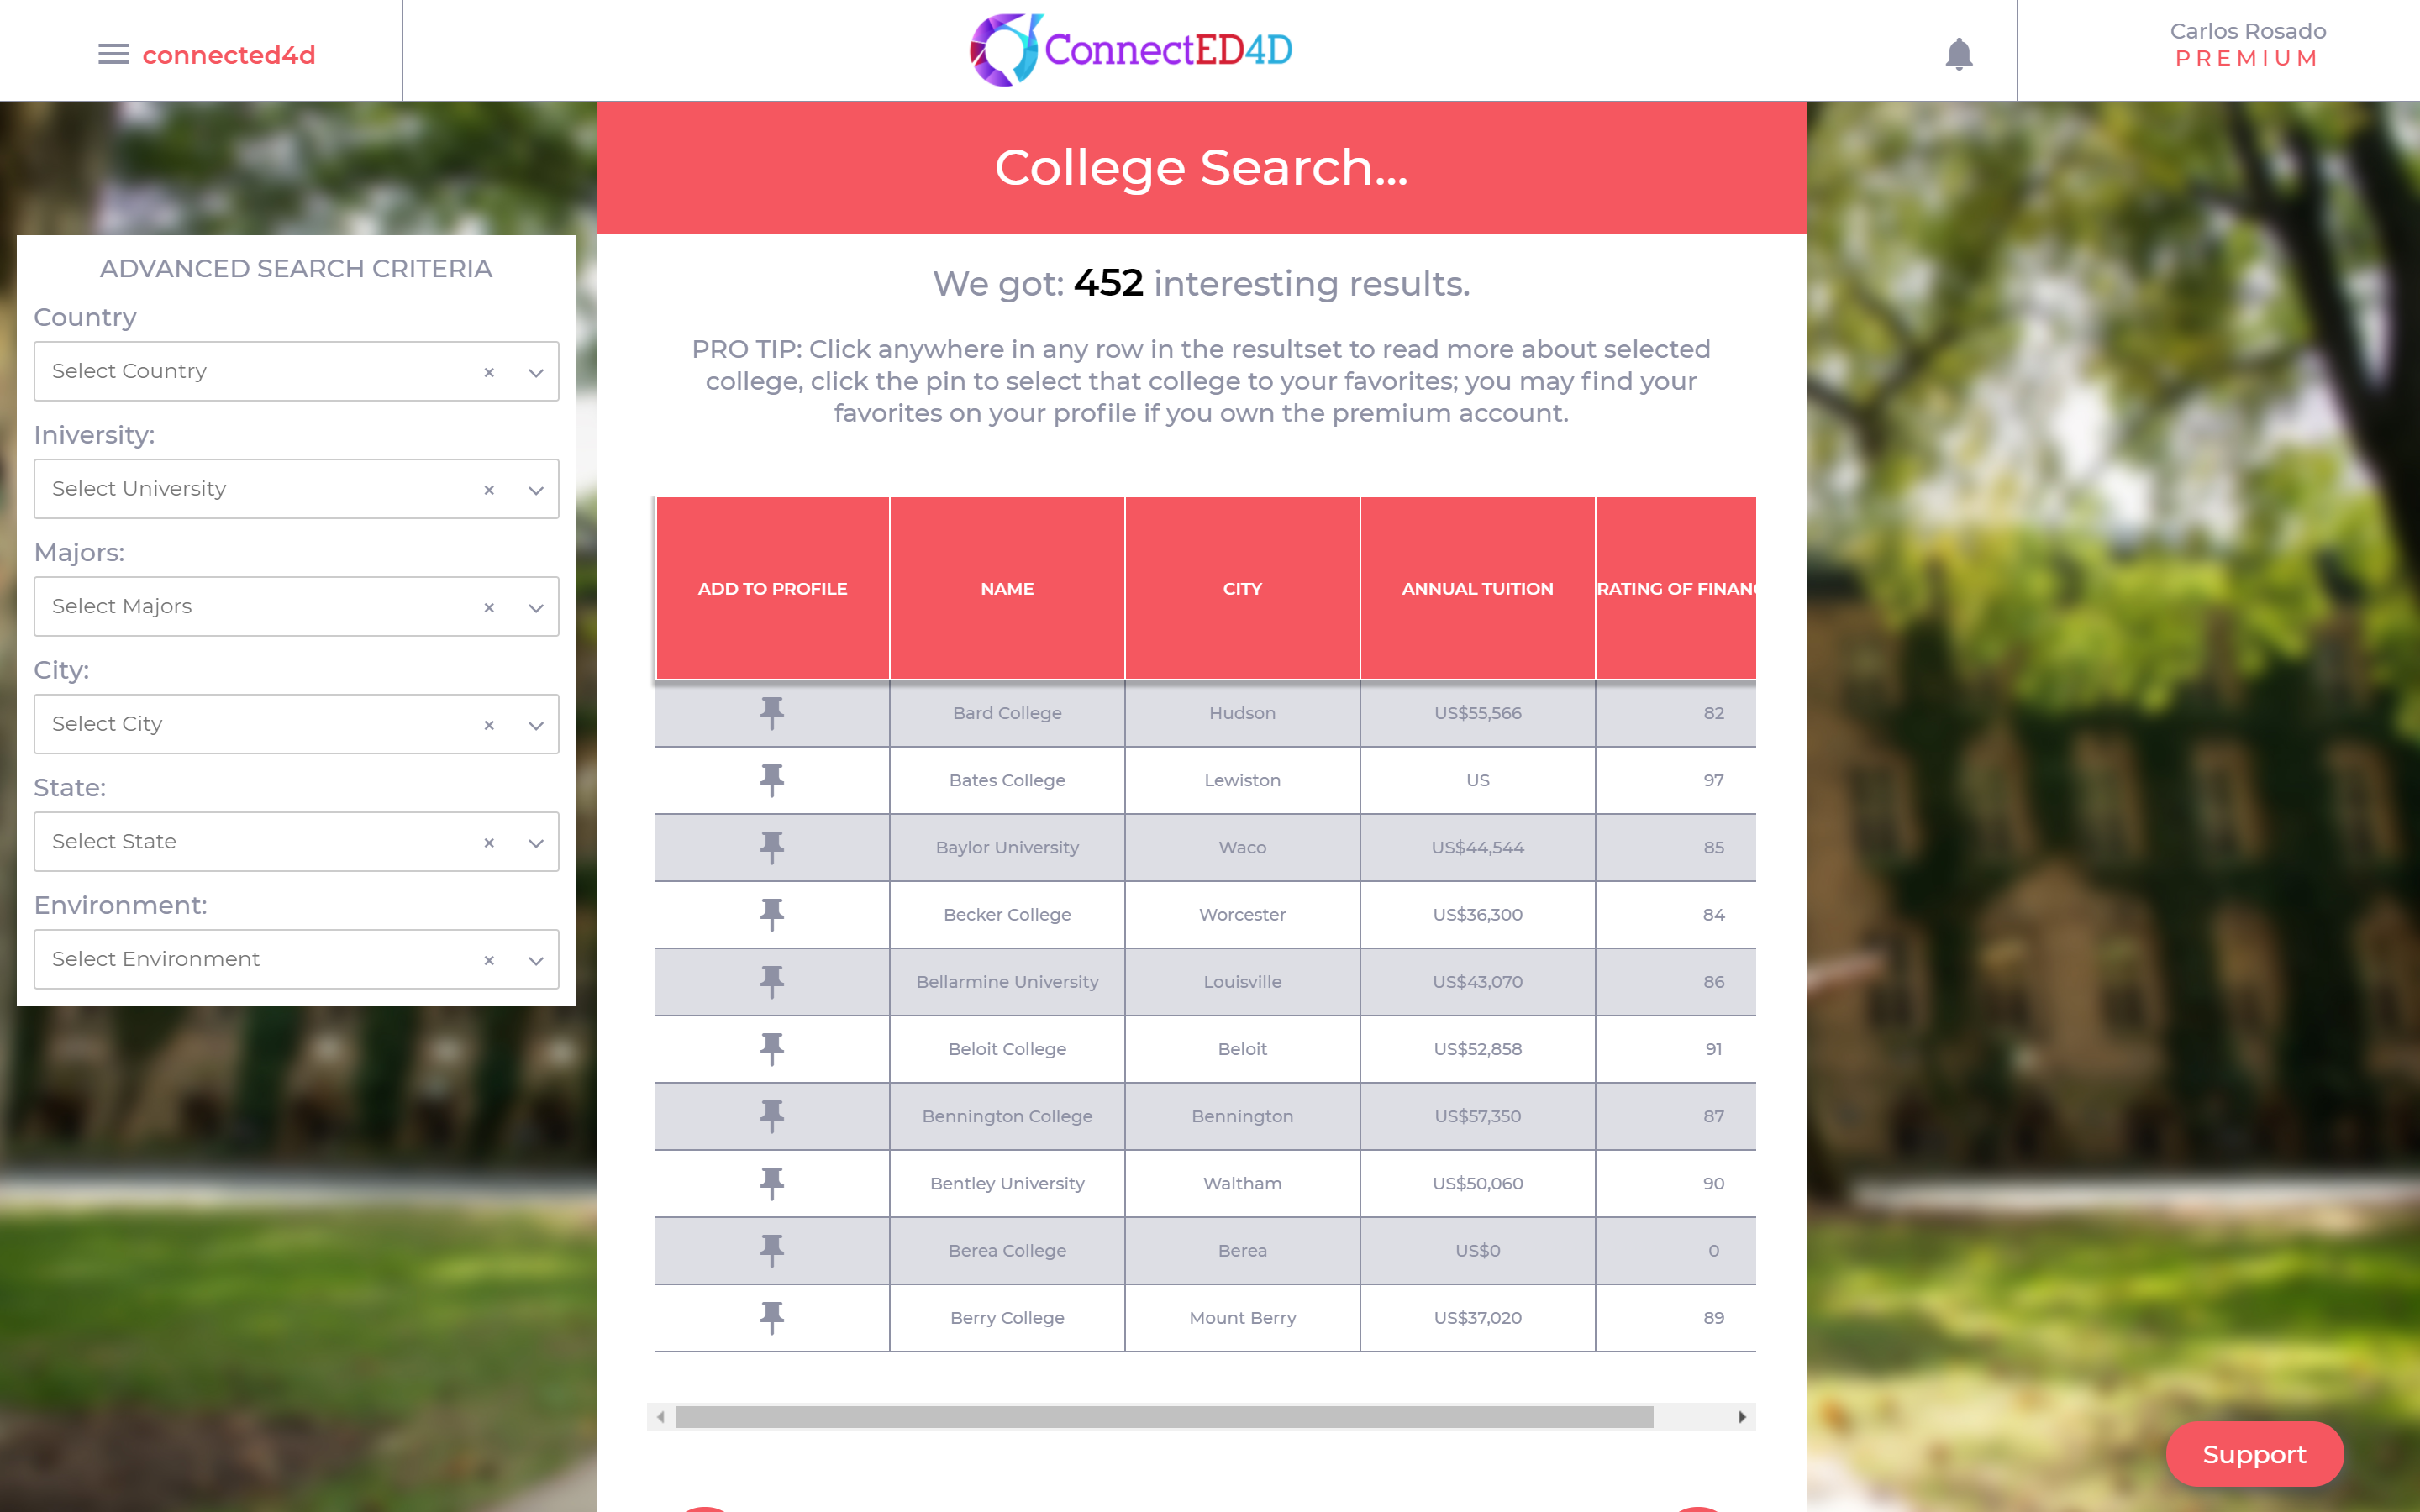 connected4d
ConnectED4D
Carlos Rosado
PREMIUM
College Search...
ADVANCED SEARCH CRITERIA
Country
Select Country
Iniversity:
Select University
Majors:
Select Majors
City:
Select City
State:
Select State
Environment:
Select Environment
We got: 452 interesting results.
PRO TIP: Click anywhere in any row in the resultset to read more about selected
college, click the pin to select that college to your favorites; you may find your
favorites on your profile if you own the premium account.
ADD TO PROFILE NAME CITY ANNUAL TUITION RATING OF
Bard College Hudson US$55,566 82
Bates College Lewiston US 97
Baylor University Waco US$44,544 85
Becker College Worcester US$36,300 84
Bellarmine University Louisville US$43,070 86
Beloit College Beloit US$52,858 91
Bennington College Bennington US$57,350 87
Bentley University Waltham US$50,060 90
Berea College Berea US$0 0
Berry College Mount Berry US$37,020 89
Support